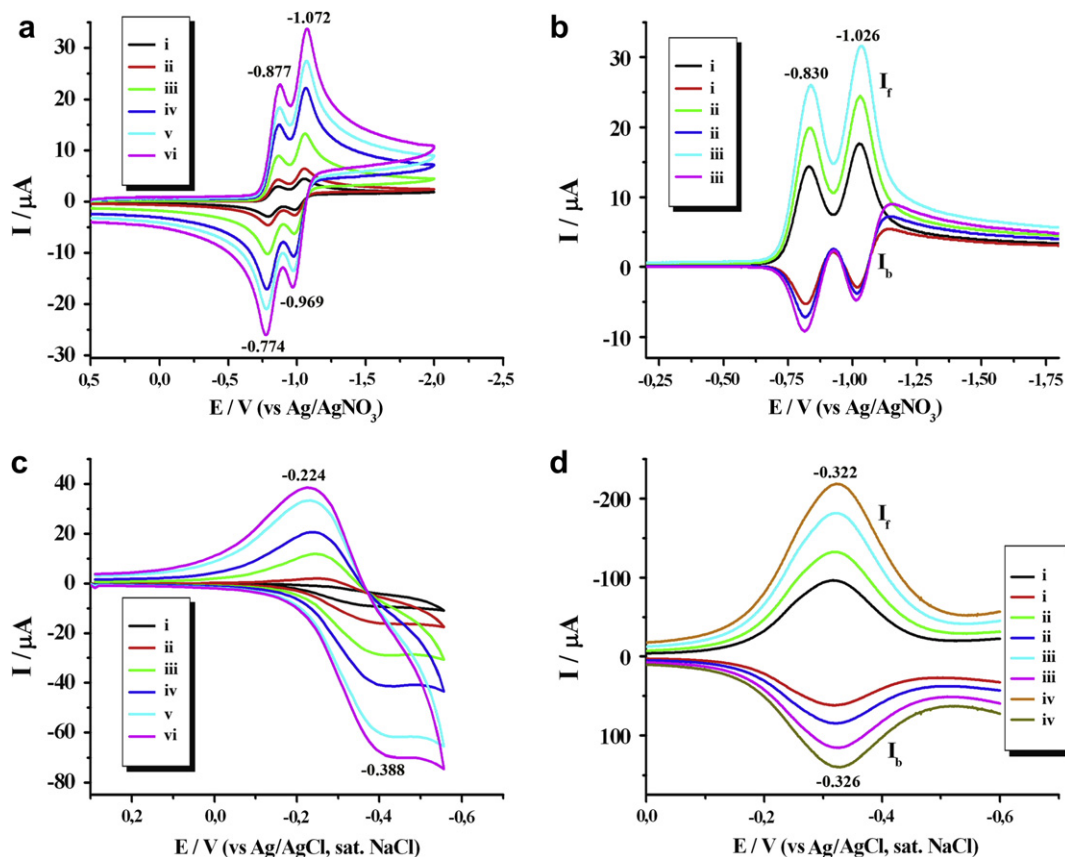 a
I / µA
30
20
10
0
-10
-20
-30
i
ii
iii
iv
v
vi
-1.072
-0.877
-0.969
-0.774
0,5
0,0
-0,5
-1,0
-1,5
-2,0
-2,5
E / V (vs Ag/AgNO3)
b
I / µA
30
20
10
0
-10
i
i
ii
ii
iii
iii
-1.026
-0.830
If
Ib
-0,25
-0,50
-0,75
-1,00
-1,25
-1,50
-1,75
E / V (vs Ag/AgNO3)
c
I / µA
40
20
0
-20
-40
-60
-80
-0.224
i
ii
iii
iv
v
vi
-0.388
0,2
0,0
-0,2
-0,4
-0,6
E / V (vs Ag/AgCl, sat. NaCl)
d
I / µA
-200
-100
0
100
-0.322
If
i
i
ii
ii
iii
iii
iv
iv
Ib
-0.326
0,0
-0,2
-0,4
-0,6
E / V (vs Ag/AgCl, sat. NaCl)